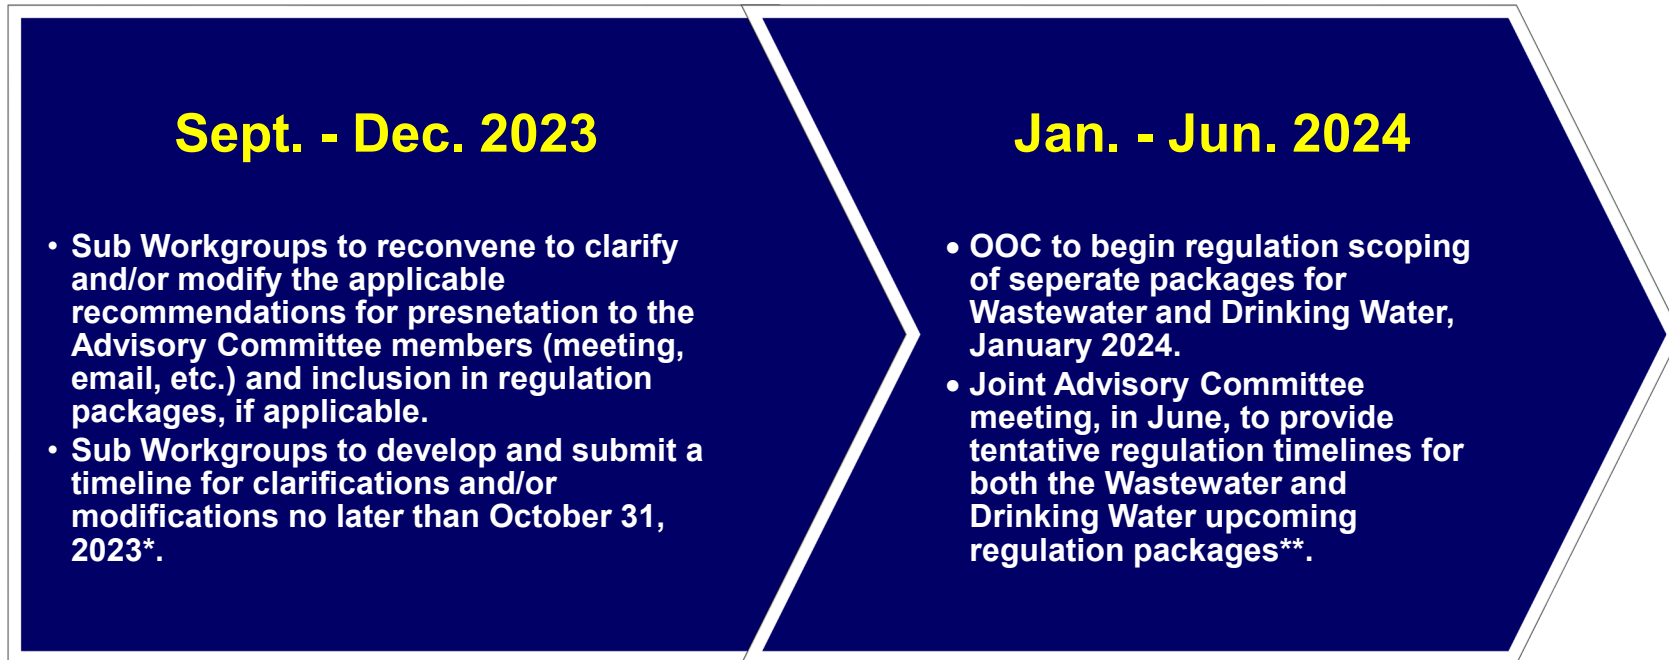 Sept. - Dec. 2023
• Sub Workgroups to reconvene to clarify
and/or modify the applicable
recommendations for presnetation to the
Advisory Committee members (meeting,
email, etc.) and inclusion in regulation
packages, if applicable.
• Sub Workgroups to develop and submit a
timeline for clarifications and/or
modifications no later than October 31,
2023*.
Jan. - Jun. 2024
• OOC to begin regulation scoping
of seperate packages for
Wastewater and Drinking Water,
January 2024.
• Joint Advisory Committee
meeting, in June, to provide
tentative regulation timelines for
both the Wastewater and
Drinking Water upcoming
regulation packages**.